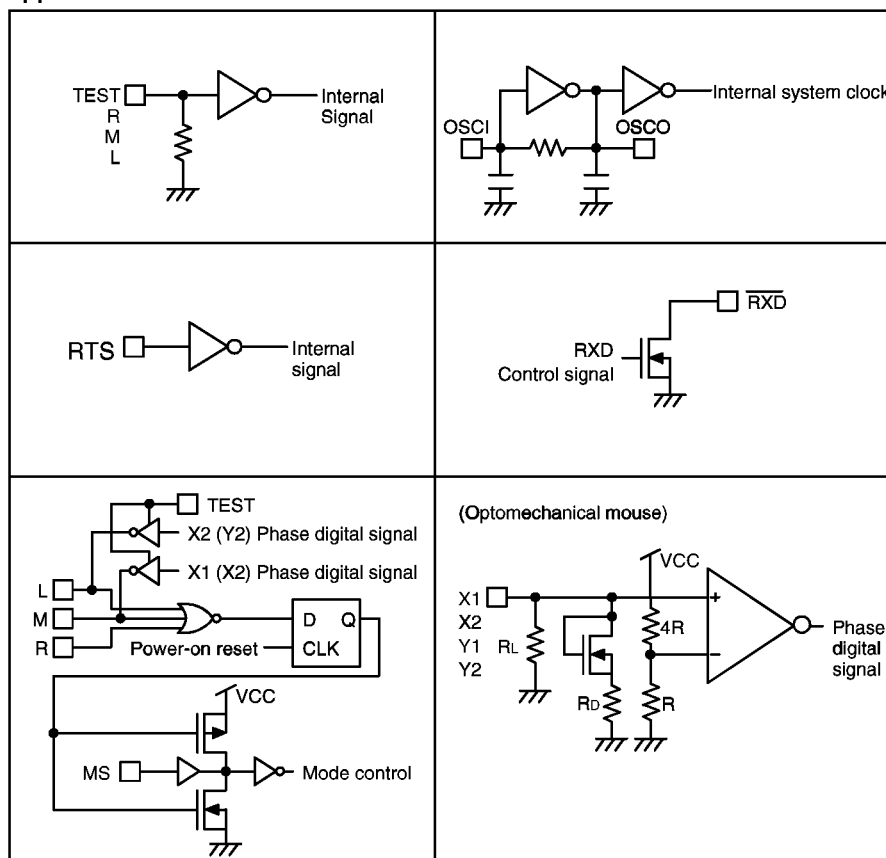 TEST
R
M
L
Internal
Signal
OSCI
OSCO
Internal system clock
RTS
Internal
signal
RXD
RXD
Control signal
TEST
X2 (Y2) Phase digital signal
X1 (X2) Phase digital signal
L
M
R
Power-on reset
D Q
CLK
VCC
MS
Mode control
(Optomechanical mouse)
VCC
X1
X2
Y1
Y2
RL
RD
4R
R
+
−
Phase
digital
signal